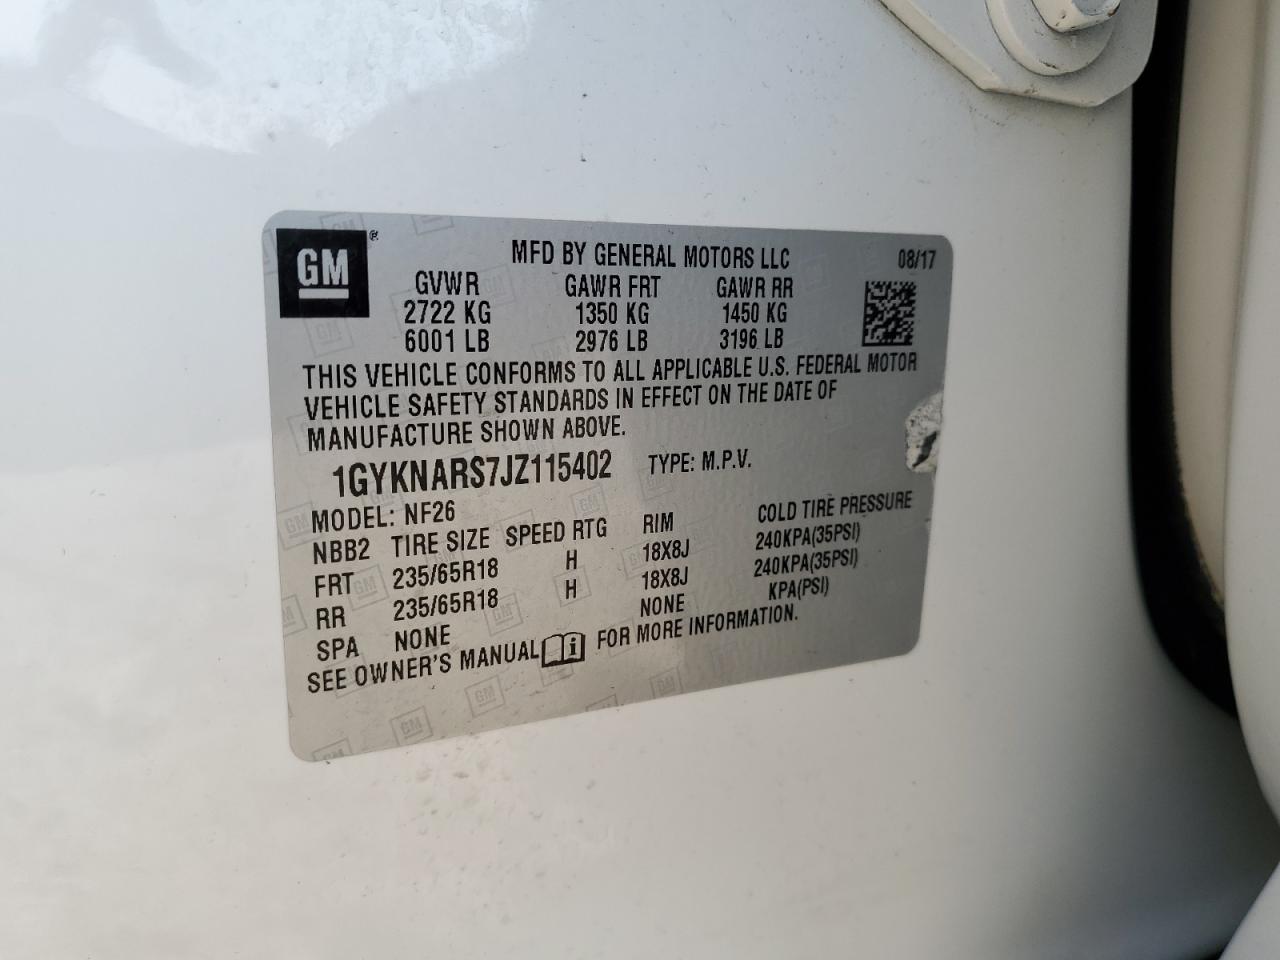 GM ® MFD BY GENERAL MOTORS LLC 08/17
GVWR GAWR FRT GAWR RR
2722 KG 1350 KG 1450 KG
6001 LB 2976 LB 3196 LB
THIS VEHICLE CONFORMS TO ALL APPLICABLE U.S. FEDERAL MOTOR
VEHICLE SAFETY STANDARDS IN EFFECT ON THE DATE OF
MANUFACTURE SHOWN ABOVE.
1GYKNARS7JZ115402 TYPE: M.P.V.
MODEL: NF26
NBB2 TIRE SIZE SPEED RTG RIM COLD TIRE PRESSURE
FRT 235/65R18 H 18X8J 240KPA(35PSI)
RR 235/65R18 H 18X8J 240KPA(35PSI)
SPA NONE NONE KPA(PSI)
SEE OWNER'S MANUAL i FOR MORE INFORMATION.